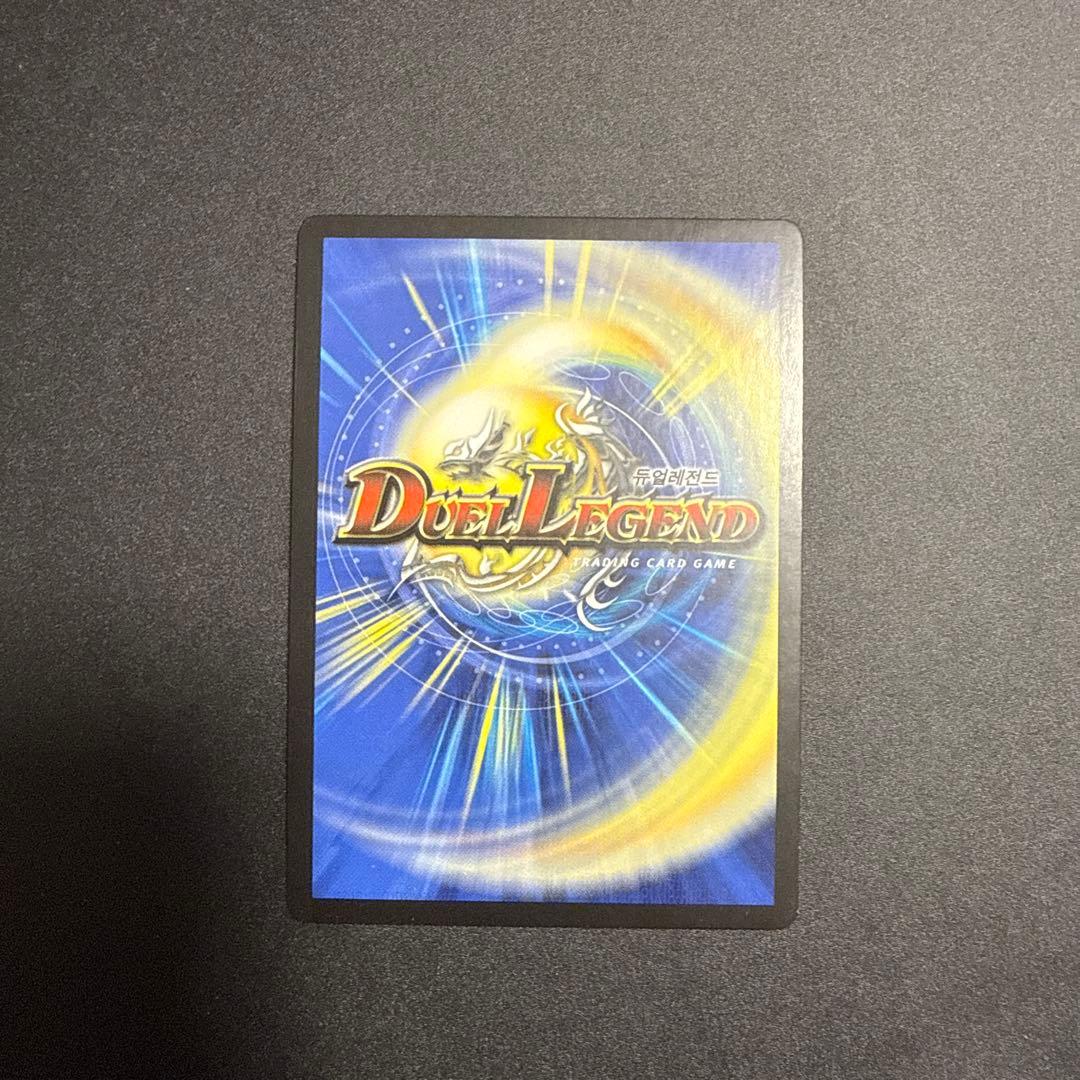 듀얼레전드
DUEL LEGEND
TRADING CARD GAME